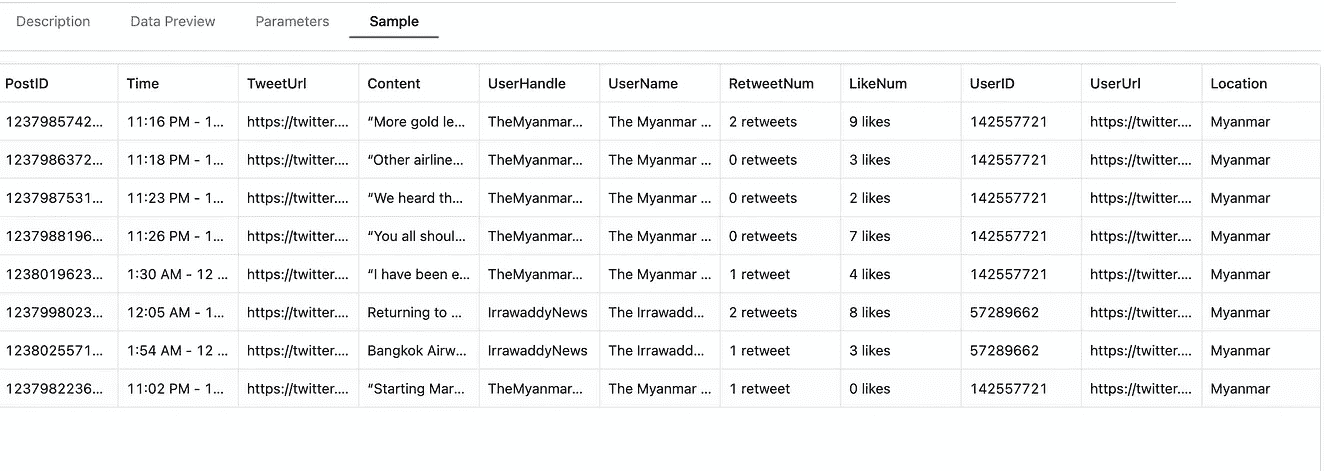 Description Data Preview Parameters Sample
PostID Time TweetUrl Content UserHandle UserName RetweetNum LikeNum UserID UserUrl Location
1237985742... 11:16 PM - 1... https://twitter.... “More gold le... TheMyanmar... The Myanmar ... 2 retweets 9 likes 142557721 https://twitter.... Myanmar
1237986372... 11:18 PM - 1... https://twitter.... “Other airline... TheMyanmar... The Myanmar ... 0 retweets 3 likes 142557721 https://twitter.... Myanmar
1237987531... 11:23 PM - 1... https://twitter.... “We heard th... TheMyanmar... The Myanmar ... 0 retweets 2 likes 142557721 https://twitter.... Myanmar
1237988196... 11:26 PM - 1... https://twitter.... “You all shoul... TheMyanmar... The Myanmar ... 0 retweets 7 likes 142557721 https://twitter.... Myanmar
1238019623... 1:30 AM - 12 ... https://twitter.... “I have been e... TheMyanmar... The Myanmar ... 1 retweet 4 likes 142557721 https://twitter.... Myanmar
1237998023... 12:05 AM - 1... https://twitter.... Returning to ... IrrawaddyNews The Irrawadd... 2 retweets 8 likes 57289662 https://twitter.... Myanmar
1238025571... 1:54 AM - 12 ... https://twitter.... Bangkok Airw... IrrawaddyNews The Irrawadd... 1 retweet 3 likes 57289662 https://twitter.... Myanmar
1237982236... 11:02 PM - 1... https://twitter.... “Starting Mar... TheMyanmar... The Myanmar ... 1 retweet 0 likes 142557721 https://twitter.... Myanmar